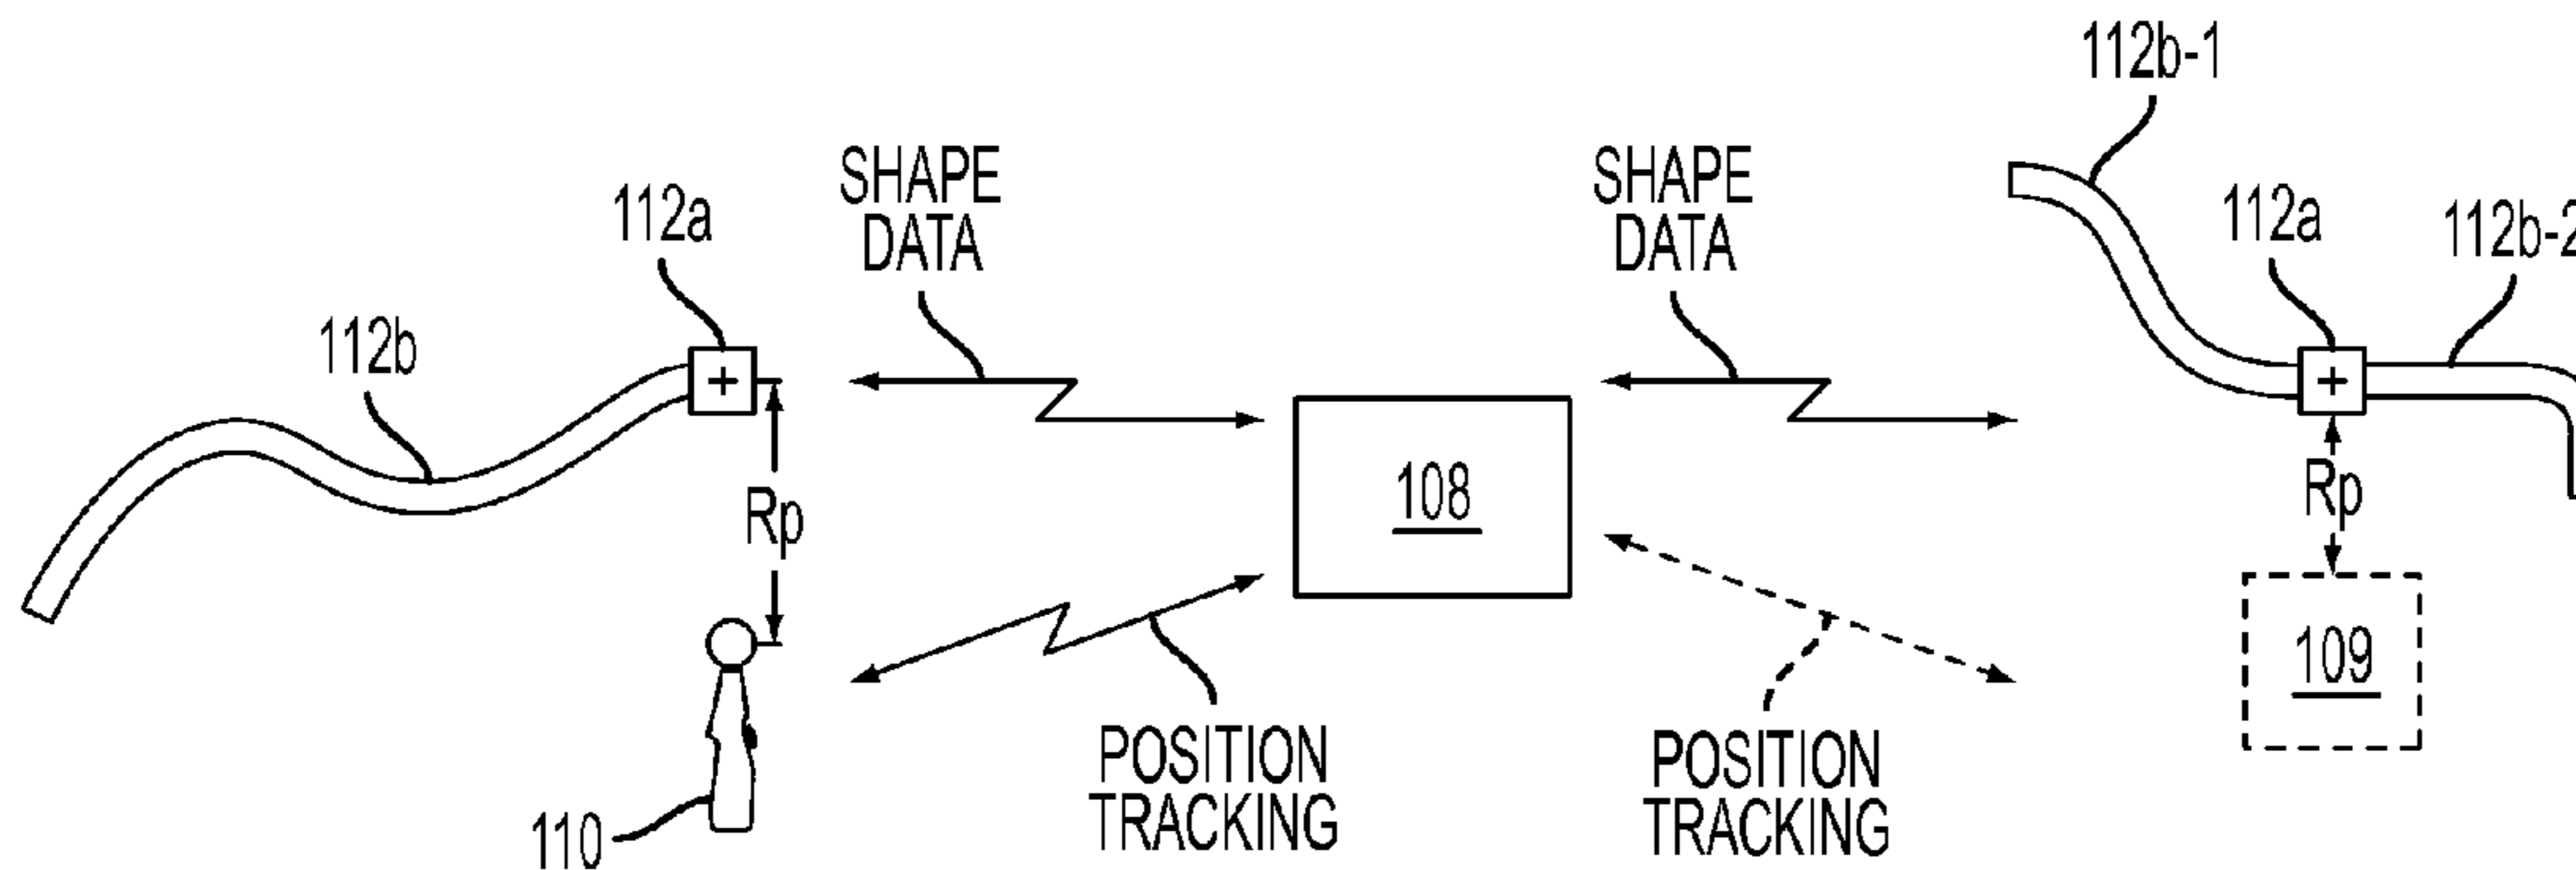 112b-1
SHAPE
DATA
SHAPE
DATA
112a
112a
112b-2
112b
Rp
108
Rp
109
POSITION
TRACKING
POSITION
TRACKING
110